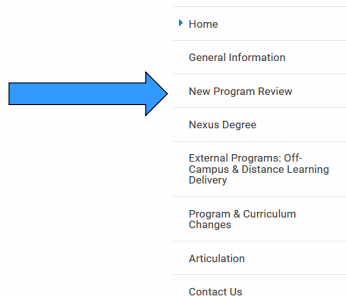 Home
General Information
New Program Review
Nexus Degree
External Programs: Off-
Campus & Distance Learning
Delivery
Program & Curriculum
Changes
Articulation
Contact Us